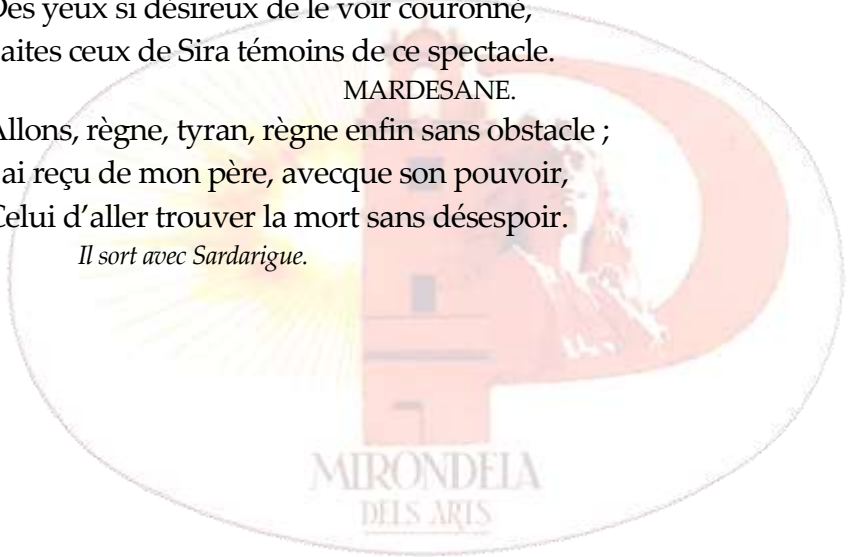 Des yeux si désireux de le voir couronné,
aites ceux de Sira témoins de ce spectacle.
MARDESANE.
Allons, règne, tyran, règne enfin sans obstacle ;
ai reçu de mon père, avecque son pouvoir,
Celui d’aller trouver la mort sans désespoir.
Il sort avec Sardarigue.
MIRONDELA
DELS ARTS